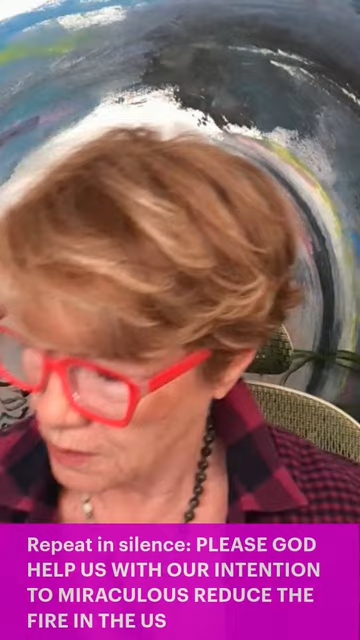 Repeat in silence: PLEASE GOD
HELP US WITH OUR INTENTION
TO MIRACULOUS REDUCE THE
FIRE IN THE US